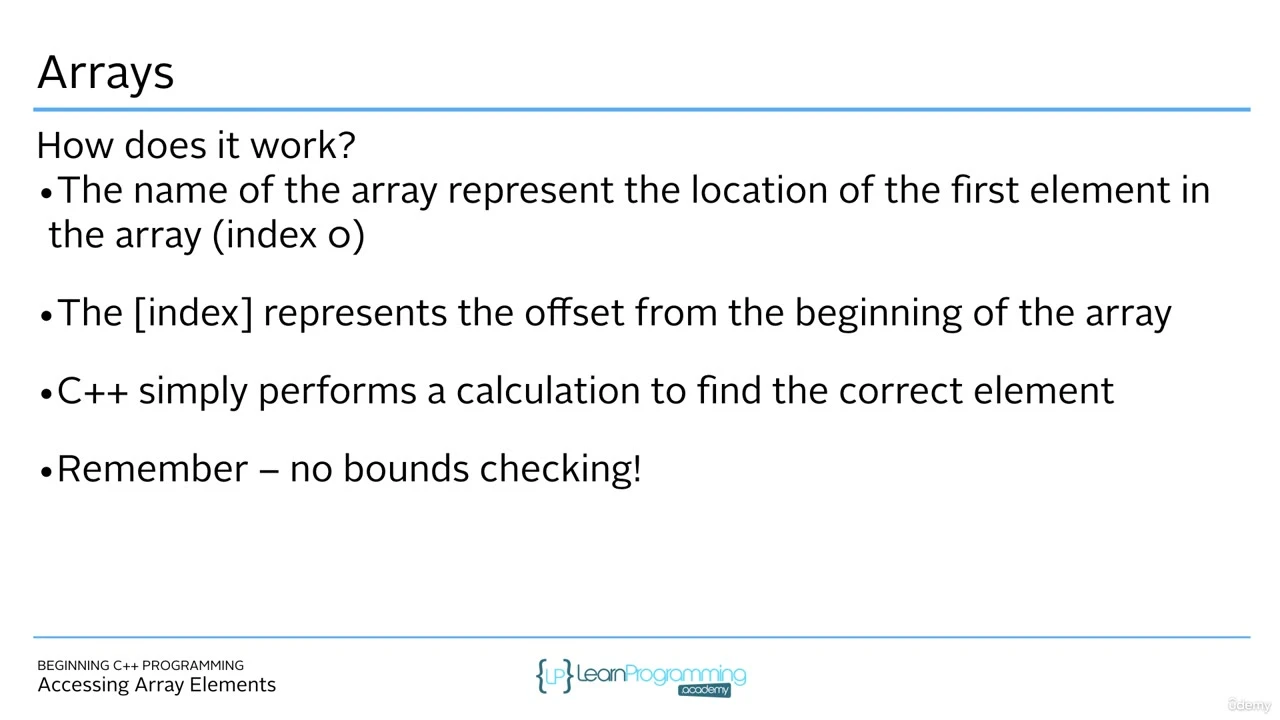 Arrays
How does it work?
•The name of the array represent the location of the first element in
the array (index 0)
•The [index] represents the offset from the beginning of the array
•C++ simply performs a calculation to find the correct element
•Remember – no bounds checking!
BEGINNING C++ PROGRAMMING
Accessing Array Elements
{LP} LearnProgramming
academy
ûdemy